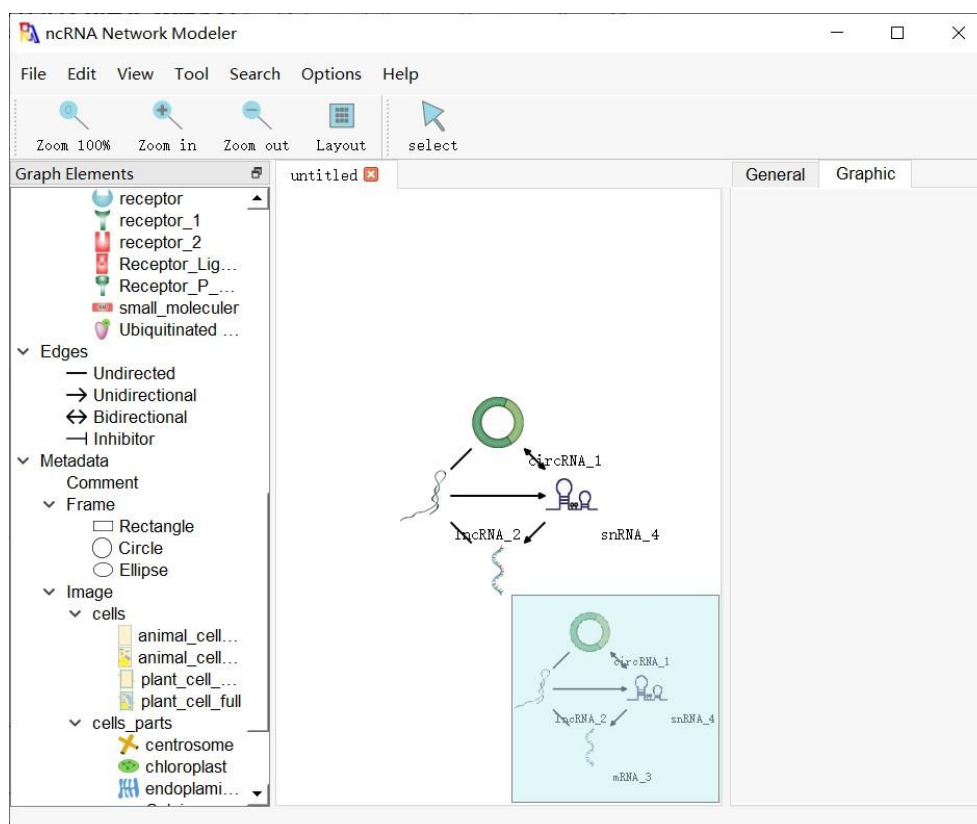 ncRNA Network Modeler
File Edit View Tool Search Options Help
Zoom 100% Zoom in Zoom out Layout select
Graph Elements
receptor
receptor_1
receptor_2
Receptor_Lig...
Receptor_P_...
small_moleculer
Ubiquitinated ...
Edges
Undirected
Unidirectional
Bidirectional
Inhibitor
Metadata
Comment
Frame
Rectangle
Circle
Ellipse
Image
cells
animal_cell...
animal_cell...
plant_cell_...
plant_cell_full
cells_parts
centrosome
chloroplast
endoplami...
untitled
circRNA_1
lncRNA_2
snRNA_4
circRNA_1
lncRNA_2
snRNA_4
mRNA_3
General Graphic